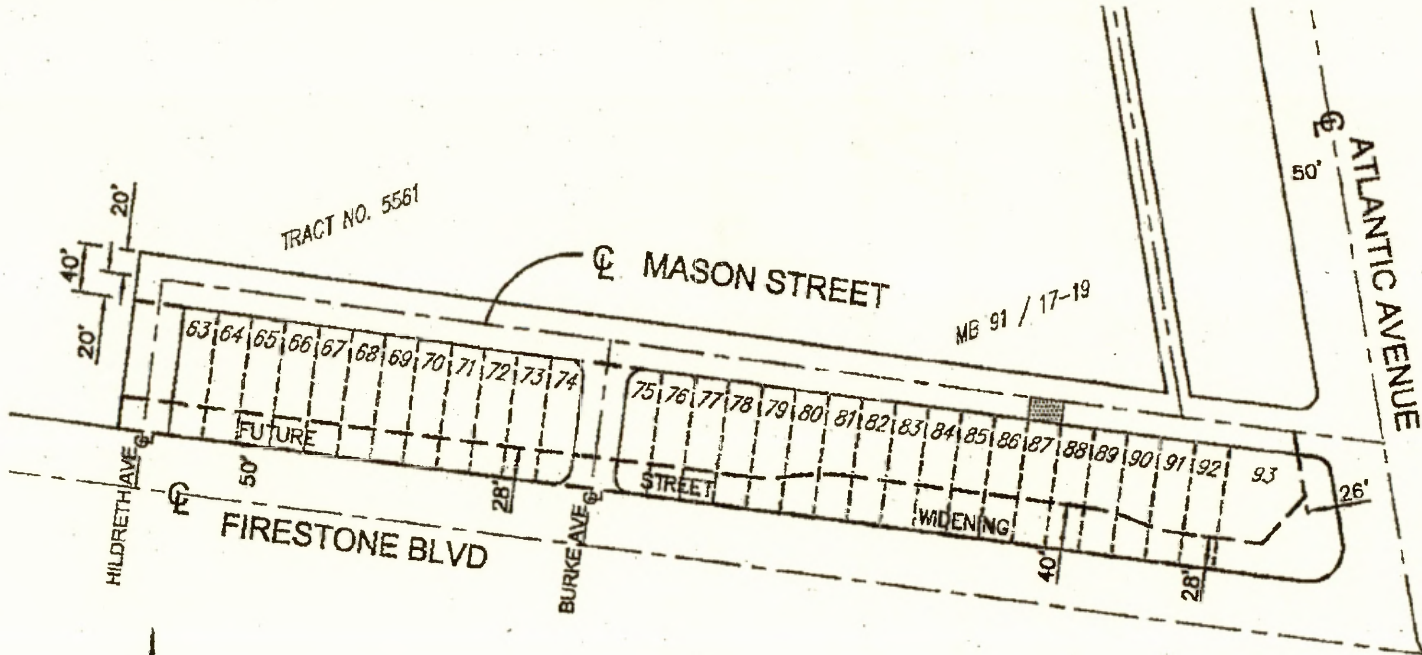 TRACT NO. 5561
℄ MASON STREET
MB 91 / 17-19
℄ ATLANTIC AVENUE
50'
20'
40'
20'
63 64 65 66 67 68 69 70 71 72 73 74
75 76 77 78 79 80 81 82 83 84 85 86 87 88 89 90 91 92 93
FUTURE
STREET
WIDENING
50'
28'
40'
28'
26'
HILDRETH AVE ℄
BURKE AVE ℄
℄ FIRESTONE BLVD